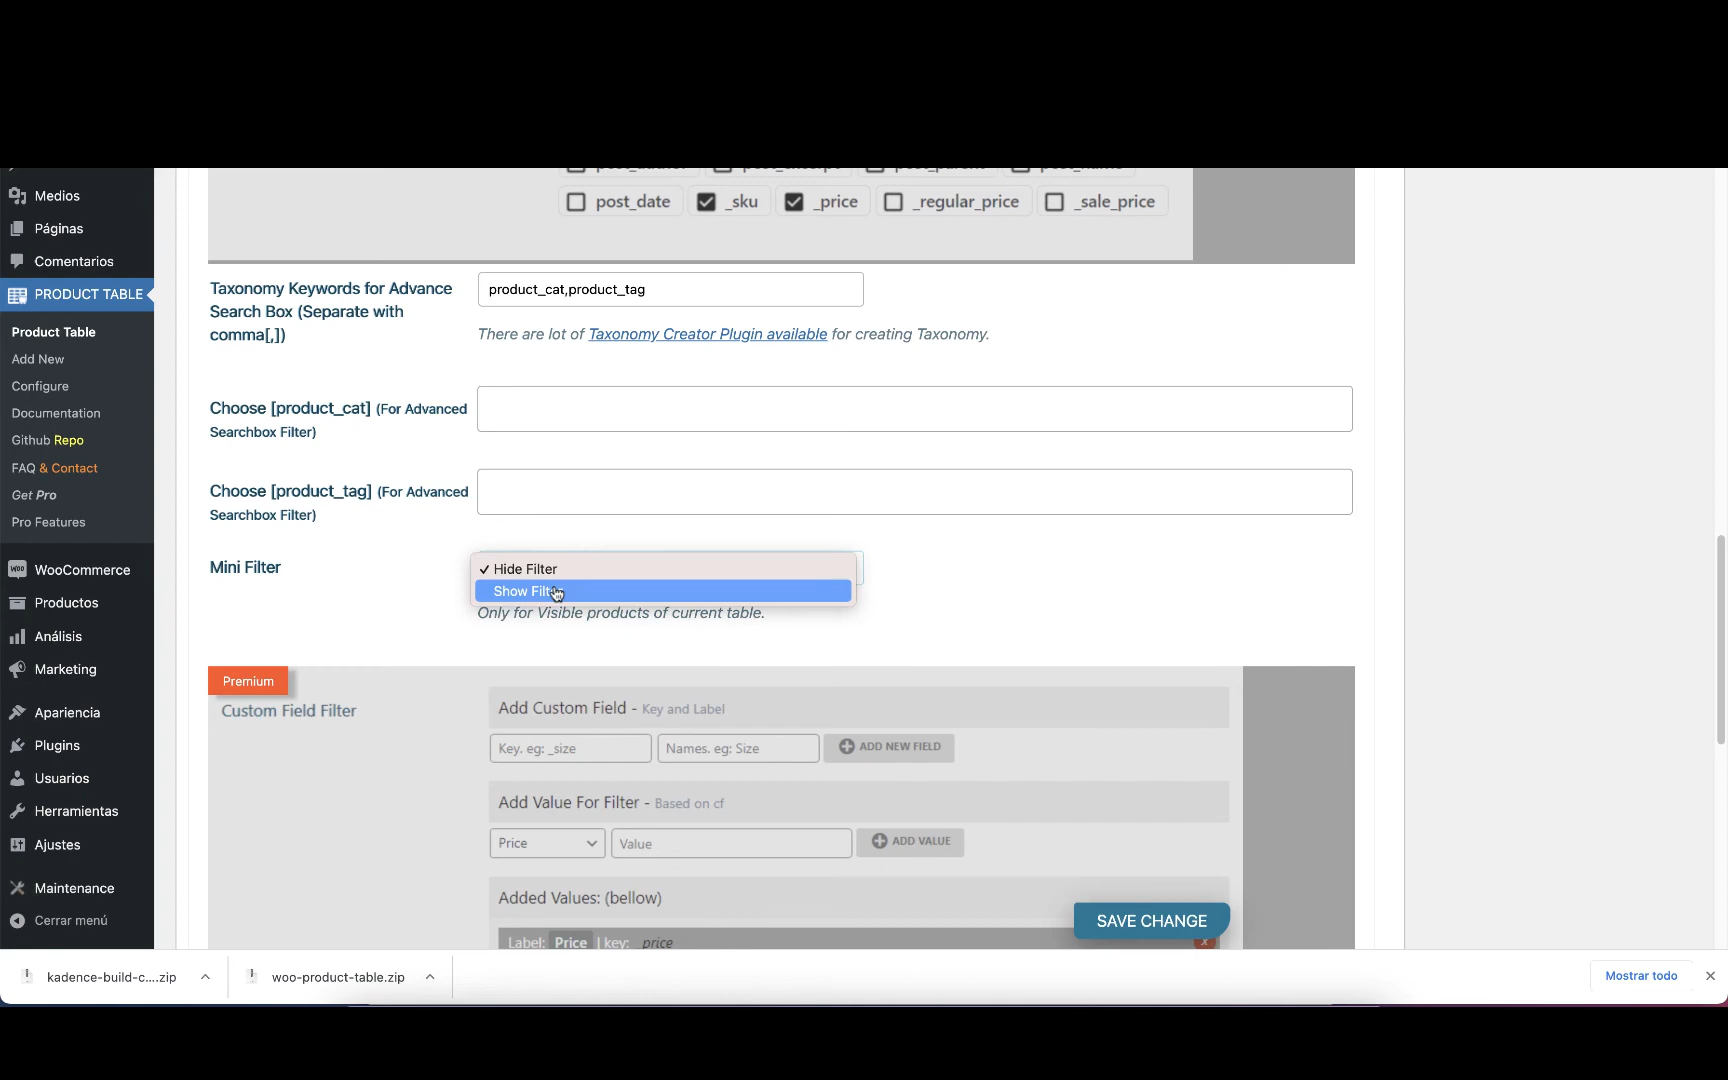 Medios
Páginas
Comentarios
PRODUCT TABLE
Product Table
Add New
Configure
Documentation
Github Repo
FAQ & Contact
Get Pro
Pro Features
WooCommerce
Productos
Análisis
Marketing
Apariencia
Plugins
Usuarios
Herramientas
Ajustes
Maintenance
Cerrar menú
post_date _sku _price _regular_price _sale_price
Taxonomy Keywords for Advance
Search Box (Separate with
comma[,])
product_cat,product_tag
There are lot of Taxonomy Creator Plugin available for creating Taxonomy.
Choose [product_cat] (For Advanced
Searchbox Filter)
Choose [product_tag] (For Advanced
Searchbox Filter)
Mini Filter
Hide Filter
Show
Only for Visible products of current table.
Premium
Custom Field Filter
Add Custom Field - Key and Label
Key. eg: _size Names. eg: Size ADD NEW FIELD
Add Value For Filter - Based on cf
Price Value ADD VALUE
Added Values: (bellow)
Label: Price | key: _price x
SAVE CHANGE
kadence-build-c....zip woo-product-table.zip Mostrar todo